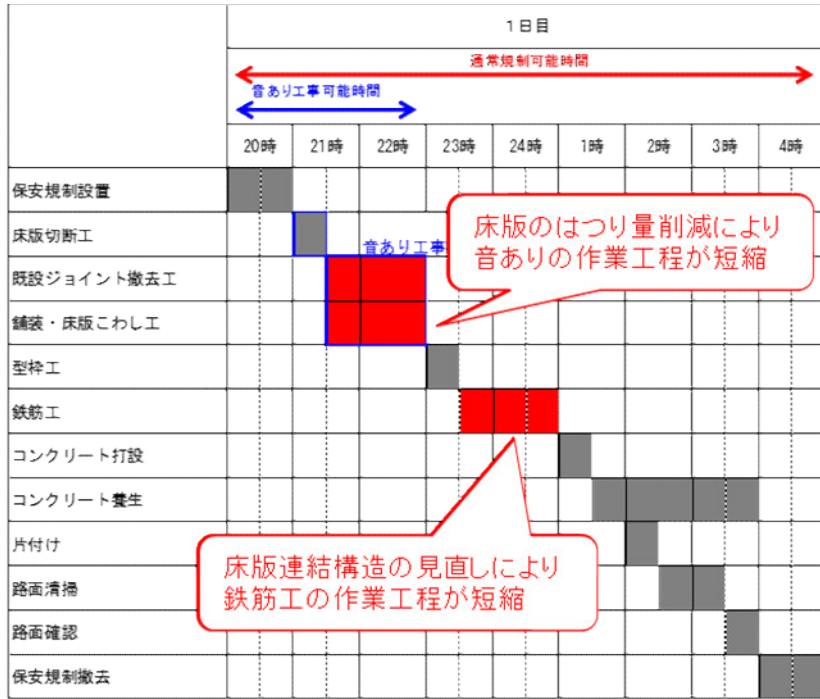 1日目
通常規制可能時間
音あり工事可能時間
20時 21時 22時 23時 24時 1時 2時 3時 4時
保安規制設置
床版切断工
音あり工事
既設ジョイント撤去工
舗装・床版こわし工
床版のはつり量削減により
音ありの作業工程が短縮
型枠工
鉄筋工
コンクリート打設
コンクリート養生
片付け
床版連結構造の見直しにより
鉄筋工の作業工程が短縮
路面清掃
路面確認
保安規制撤去